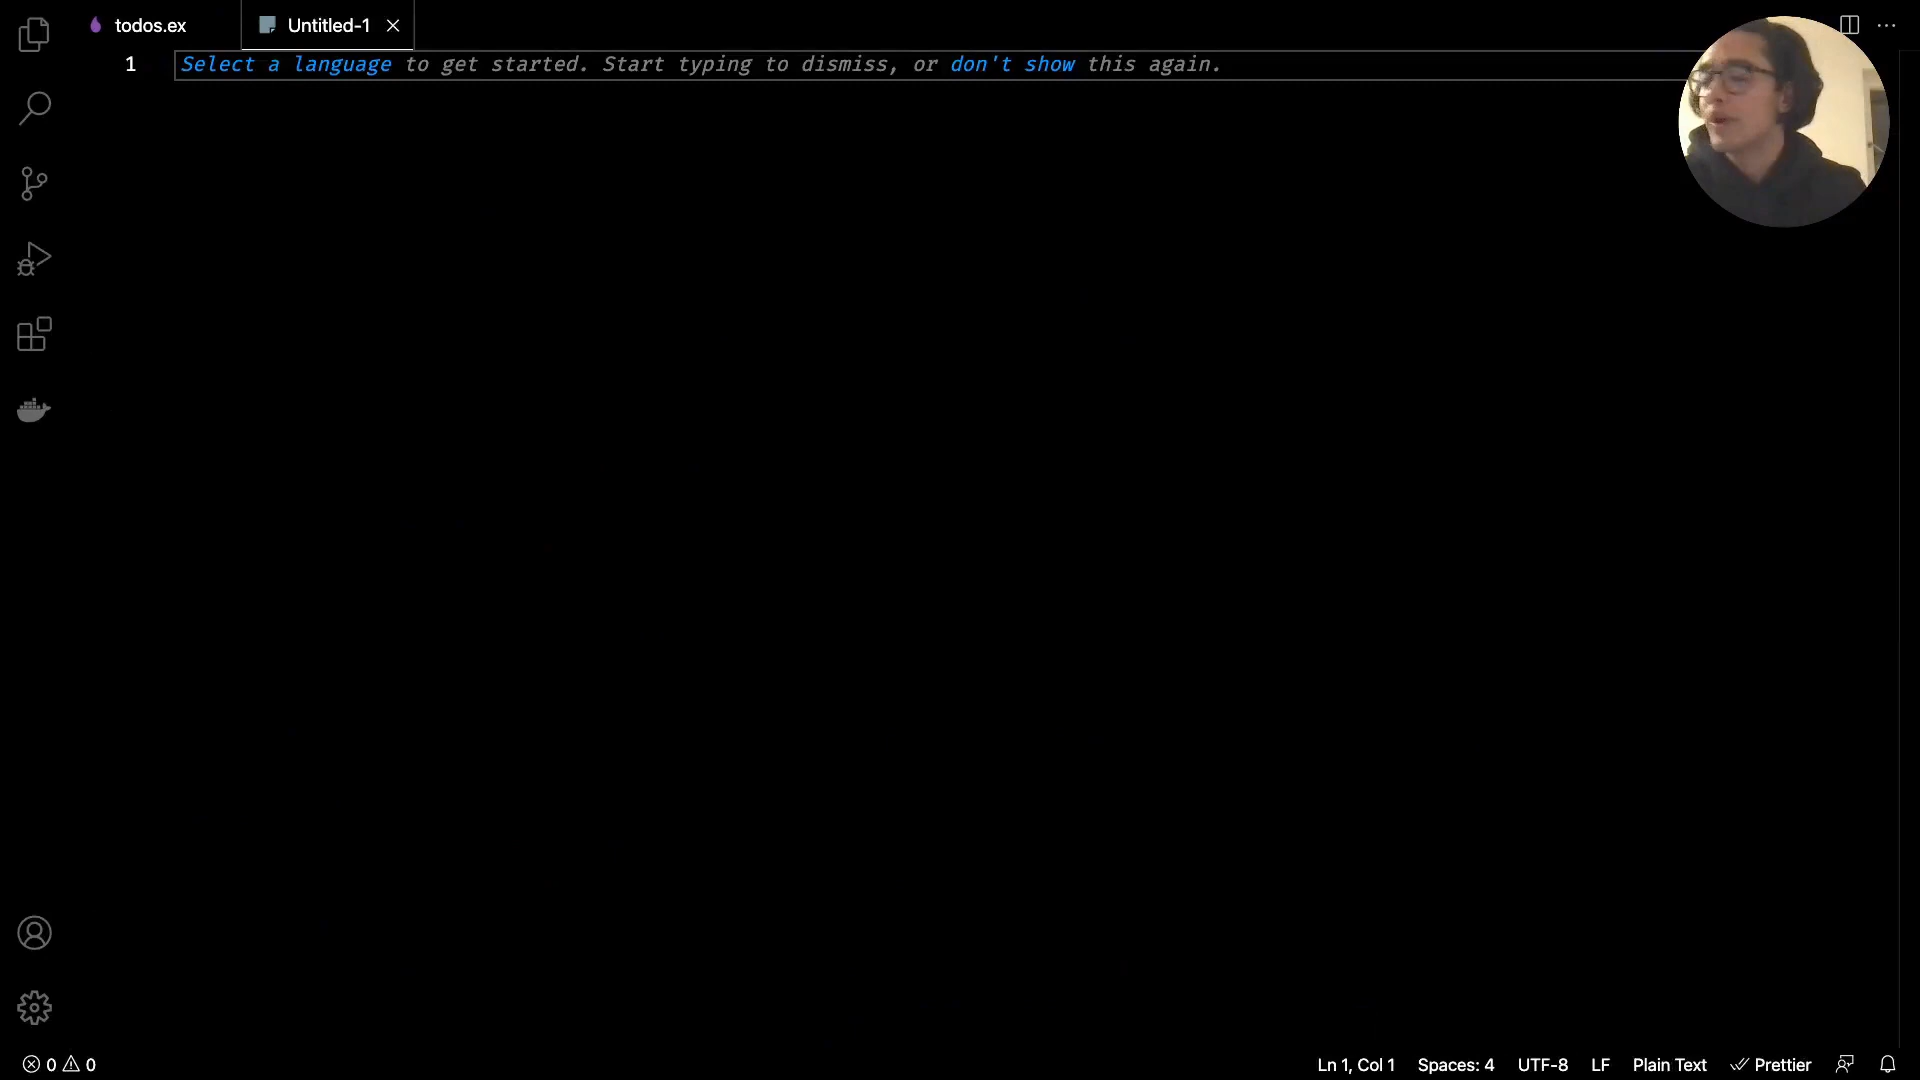 todos.ex
Untitled-1
1
Select a language to get started. Start typing to dismiss, or don't show this again.
0 0
Ln 1, Col 1 Spaces: 4 UTF-8 LF Plain Text Prettier